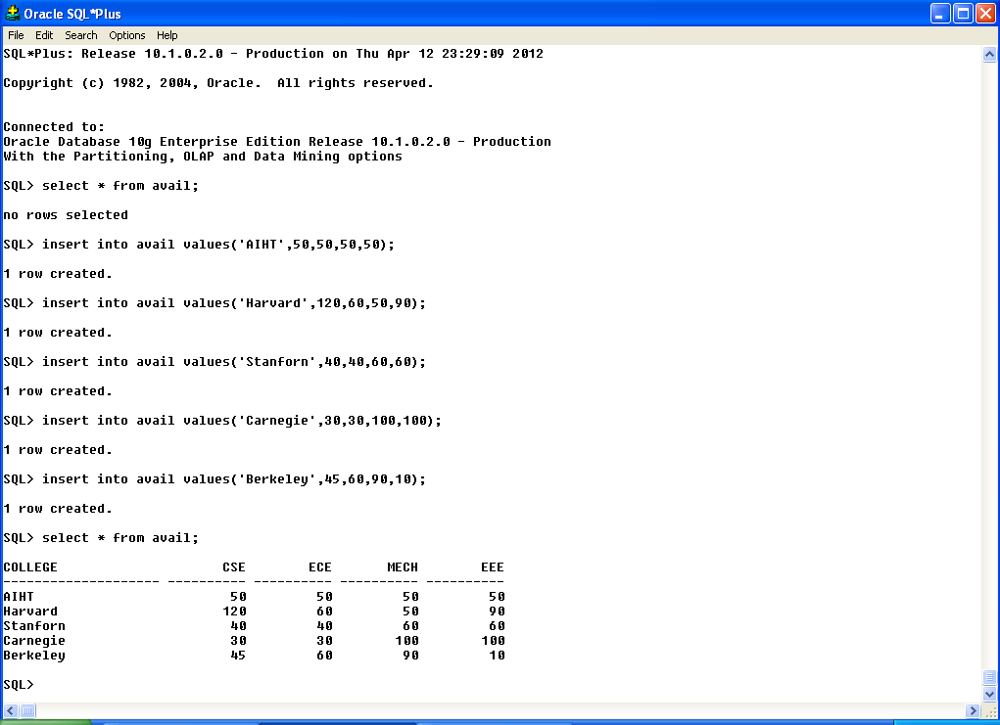 Oracle SQL*Plus
File Edit Search Options Help
SQL*Plus: Release 10.1.0.2.0 - Production on Thu Apr 12 23:29:09 2012
Copyright (c) 1982, 2004, Oracle.  All rights reserved.
Connected to:
Oracle Database 10g Enterprise Edition Release 10.1.0.2.0 - Production
With the Partitioning, OLAP and Data Mining options
SQL> select * from avail;
no rows selected
SQL> insert into avail values('AIHT',50,50,50,50);
1 row created.
SQL> insert into avail values('Harvard',120,60,50,90);
1 row created.
SQL> insert into avail values('Stanforn',40,40,60,60);
1 row created.
SQL> insert into avail values('Carnegie',30,30,100,100);
1 row created.
SQL> insert into avail values('Berkeley',45,60,90,10);
1 row created.
SQL> select * from avail;
COLLEGE                     CSE        ECE       MECH        EEE
-------------------- ---------- ---------- ---------- ----------
AIHT                         50         50         50         50
Harvard                     120         60         50         90
Stanforn                     40         40         60         60
Carnegie                     30         30        100        100
Berkeley                     45         60         90         10
SQL>